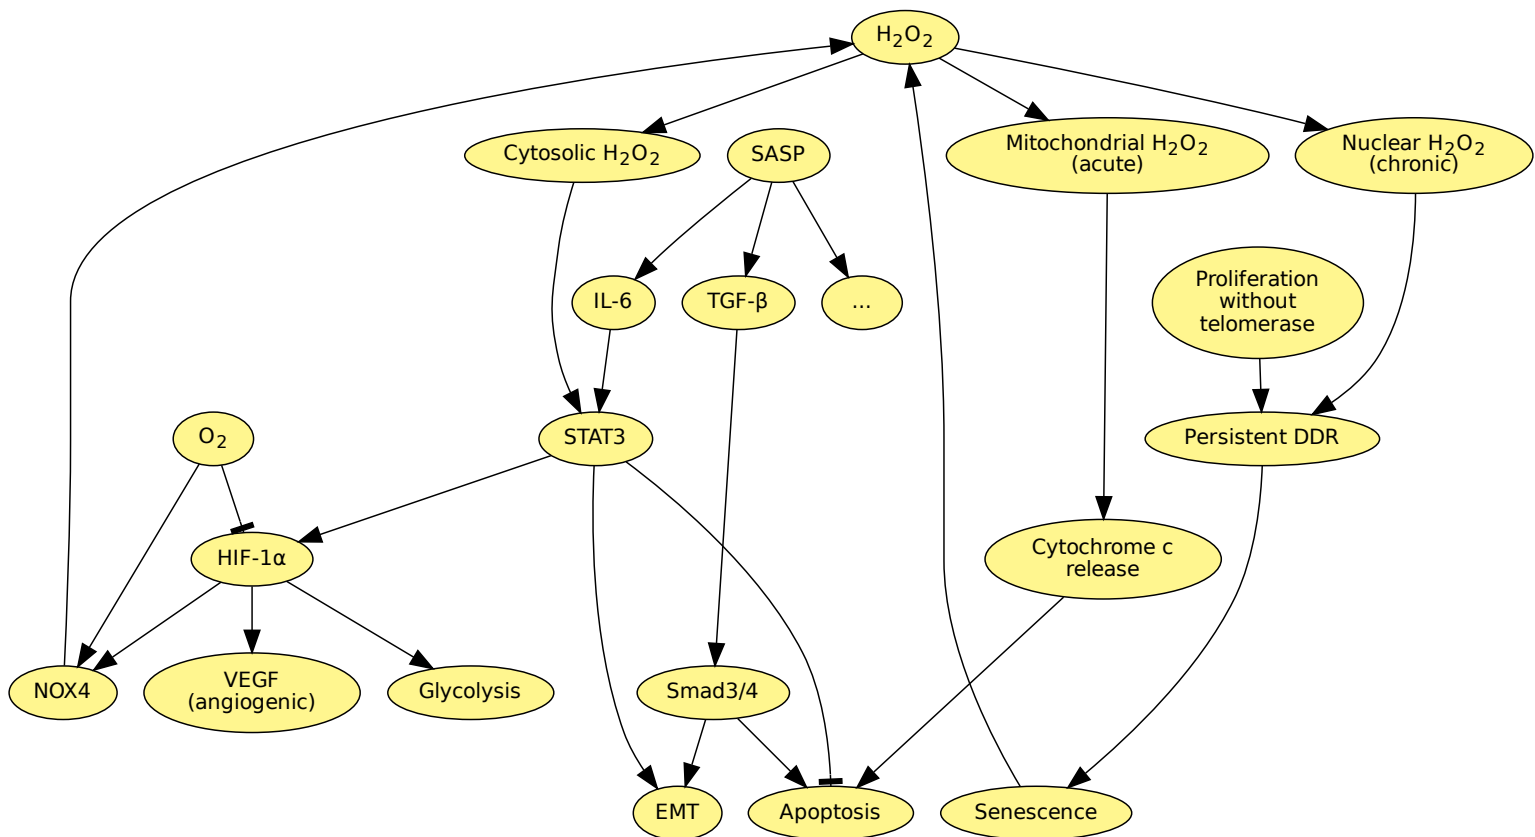 H₂O₂
Cytosolic H₂O₂
SASP
Mitochondrial H₂O₂
(acute)
Nuclear H₂O₂
(chronic)
Proliferation
without
telomerase
IL-6
TGF-β
...
O₂
STAT3
Persistent DDR
HIF-1α
Cytochrome c
release
NOX4
VEGF
(angiogenic)
Glycolysis
Smad3/4
EMT
Apoptosis
Senescence